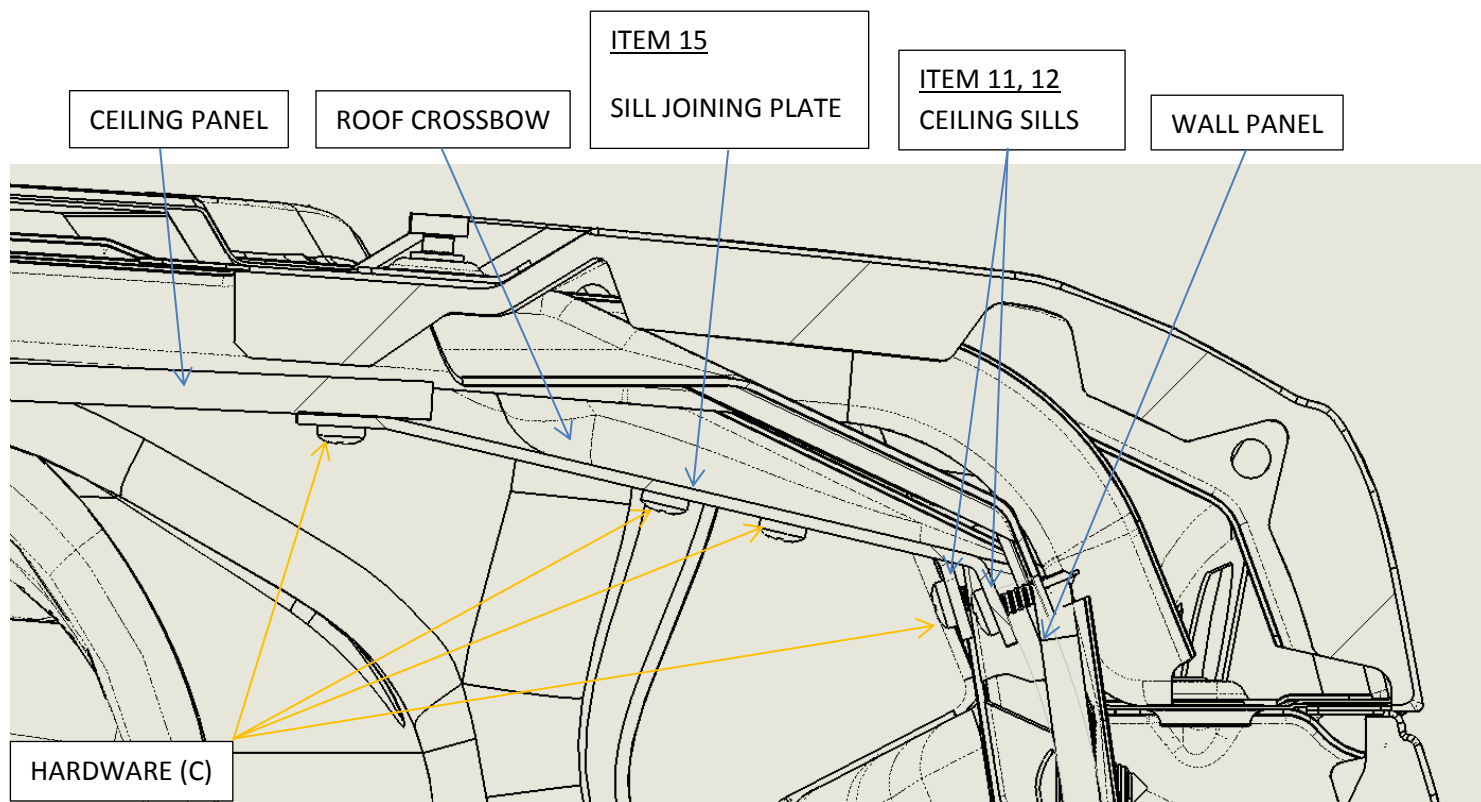 ITEM 15
SILL JOINING PLATE
ITEM 11, 12
CEILING SILLS
CEILING PANEL
ROOF CROSSBOW
WALL PANEL
HARDWARE (C)